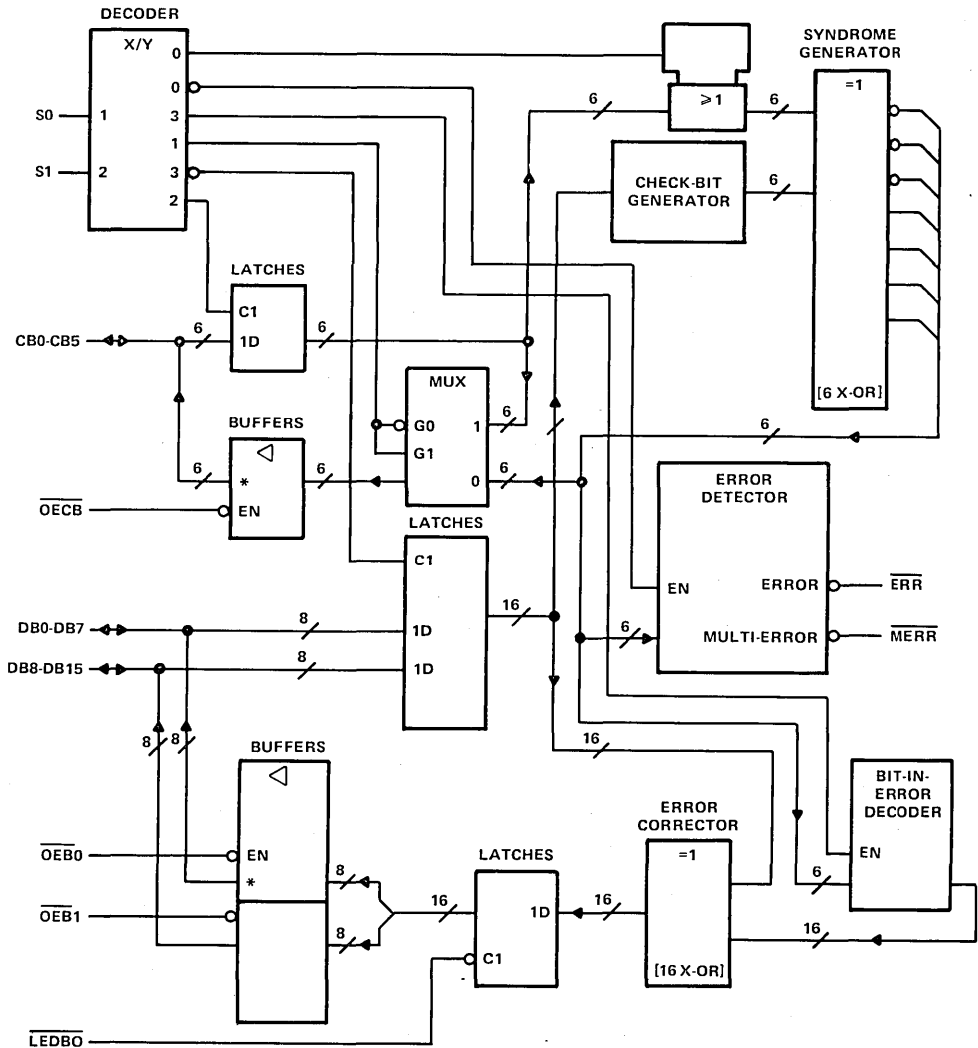 DECODER
X/Y
0
0
3
1
3
2
S0
1
S1
2
≥1
6
6
SYNDROME
GENERATOR
=1
[6 X-OR]
CHECK-BIT
GENERATOR
6
LATCHES
C1
1D
CB0-CB5
6
6
MUX
G0
G1
1
0
6
6
6
BUFFERS
*
EN
6
6
OECB
LATCHES
C1
1D
1D
16
DB0-DB7
8
DB8-DB15
8
ERROR
DETECTOR
EN
ERROR
MULTI-ERROR
6
ERR
MERR
8
8
16
BUFFERS
EN
*
OEB0
OEB1
8
8
LATCHES
1D
C1
16
16
ERROR
CORRECTOR
=1
[16 X-OR]
BIT-IN-
ERROR
DECODER
EN
6
16
LEDBO